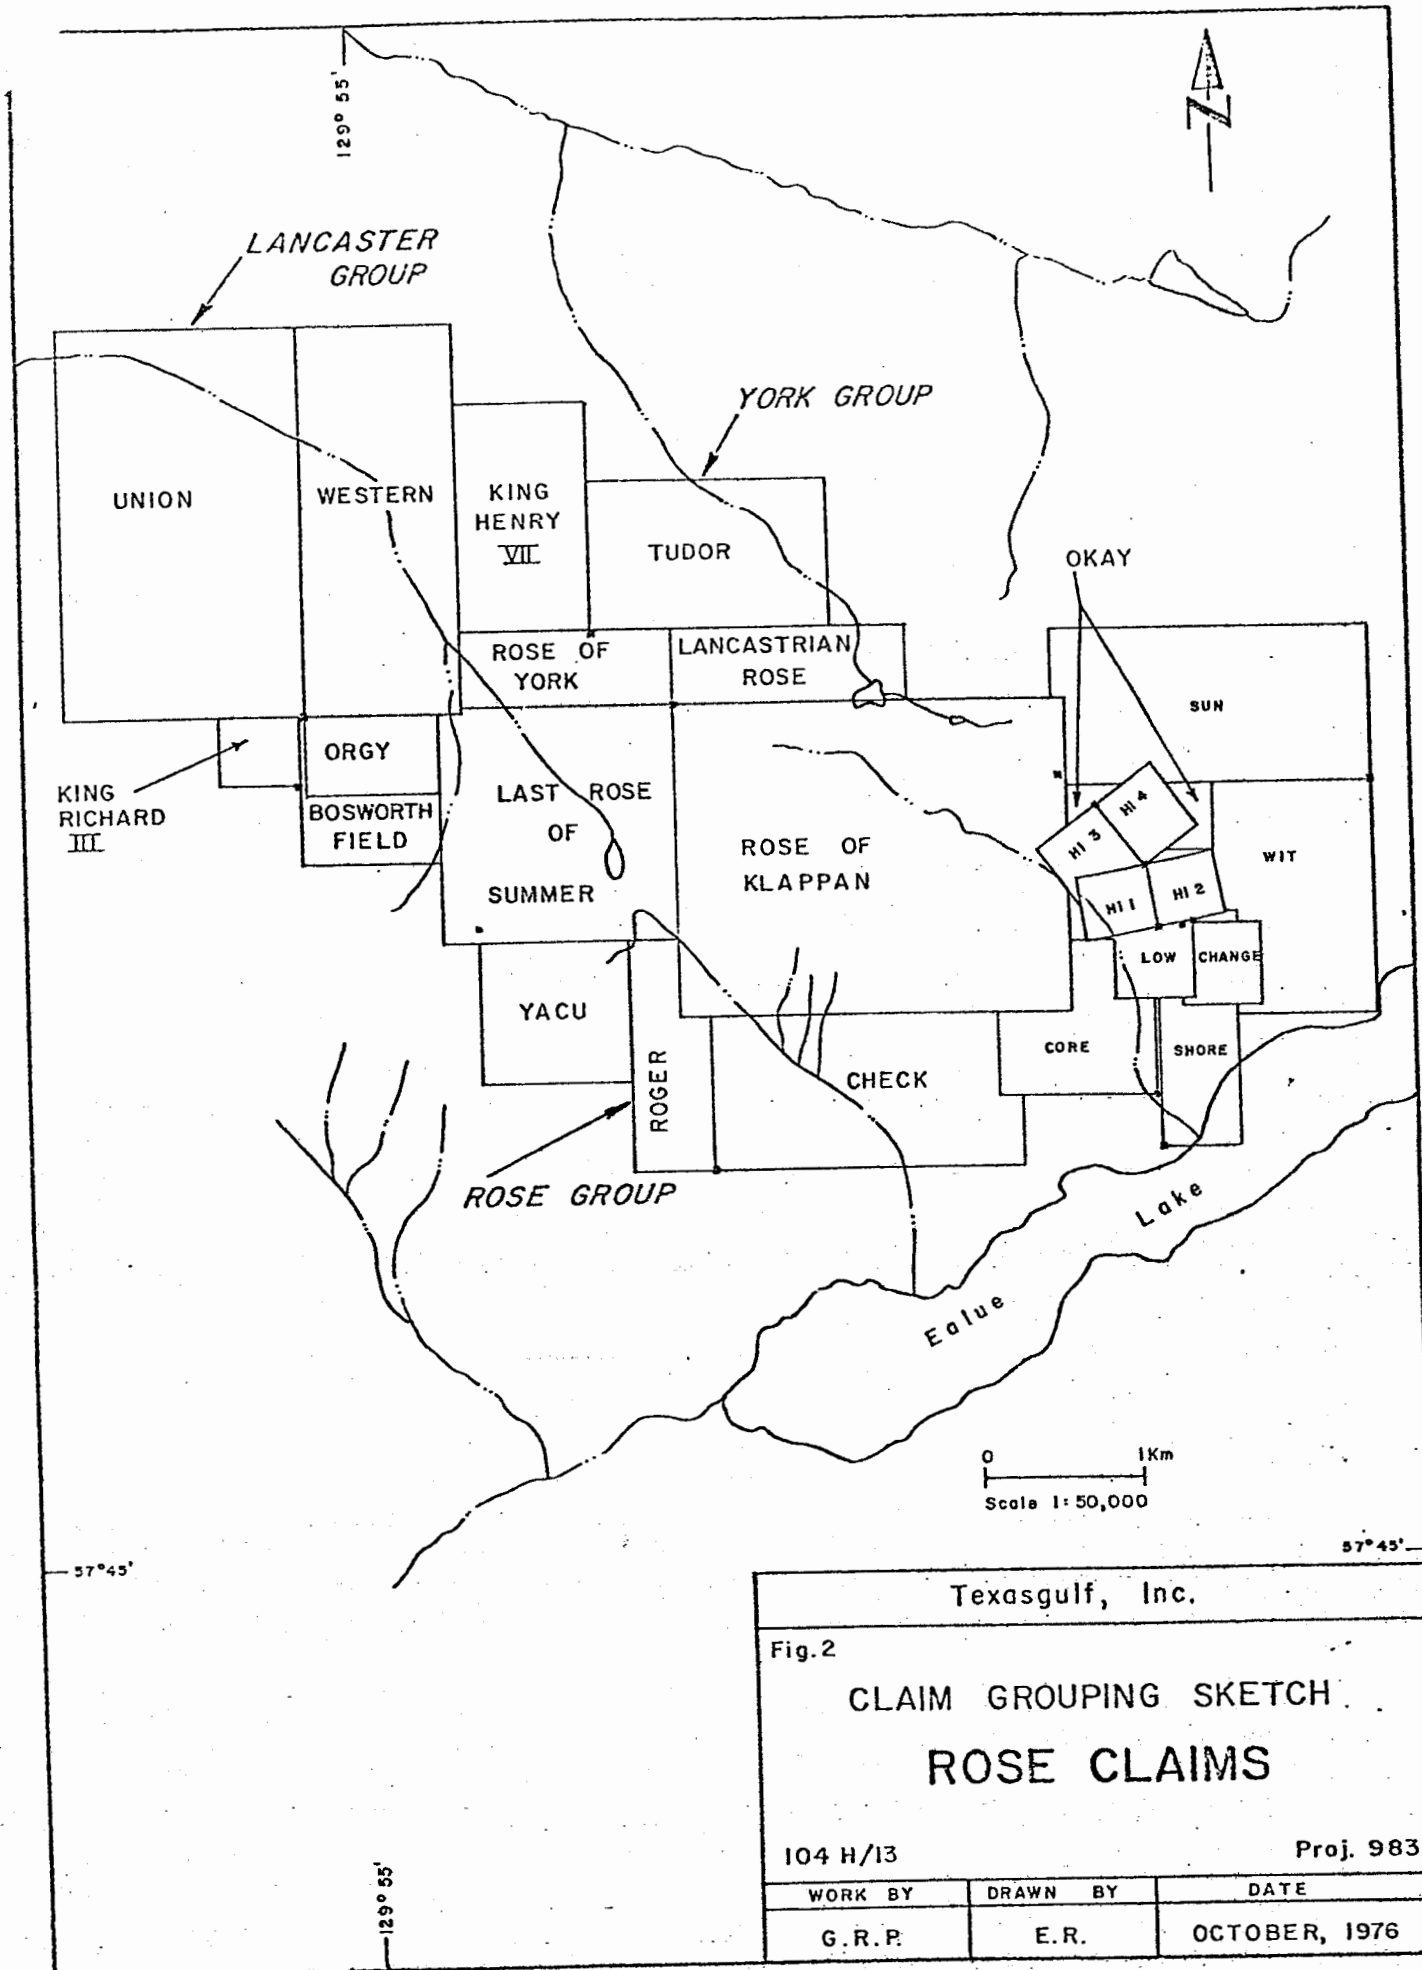 129° 55'
N
LANCASTER
GROUP
YORK GROUP
UNION
WESTERN
KING
HENRY
VII
TUDOR
OKAY
ROSE OF
YORK
LANCASTRIAN
ROSE
SUN
ORGY
KING
RICHARD
III
BOSWORTH
FIELD
LAST ROSE
OF
SUMMER
ROSE OF
KLAPPAN
HI 4
HI 3
WIT
HI 1
HI 2
LOW
CHANGE
YACU
ROGER
CHECK
CORE
SHORE
ROSE GROUP
Ealue Lake
0 1Km
Scale 1:50,000
57°45'
57°45'
Texasgulf, Inc.
Fig.2
CLAIM GROUPING SKETCH
ROSE CLAIMS
104 H/13 Proj. 983
WORK BY DRAWN BY DATE
G.R.P. E.R. OCTOBER, 1976
129° 55'